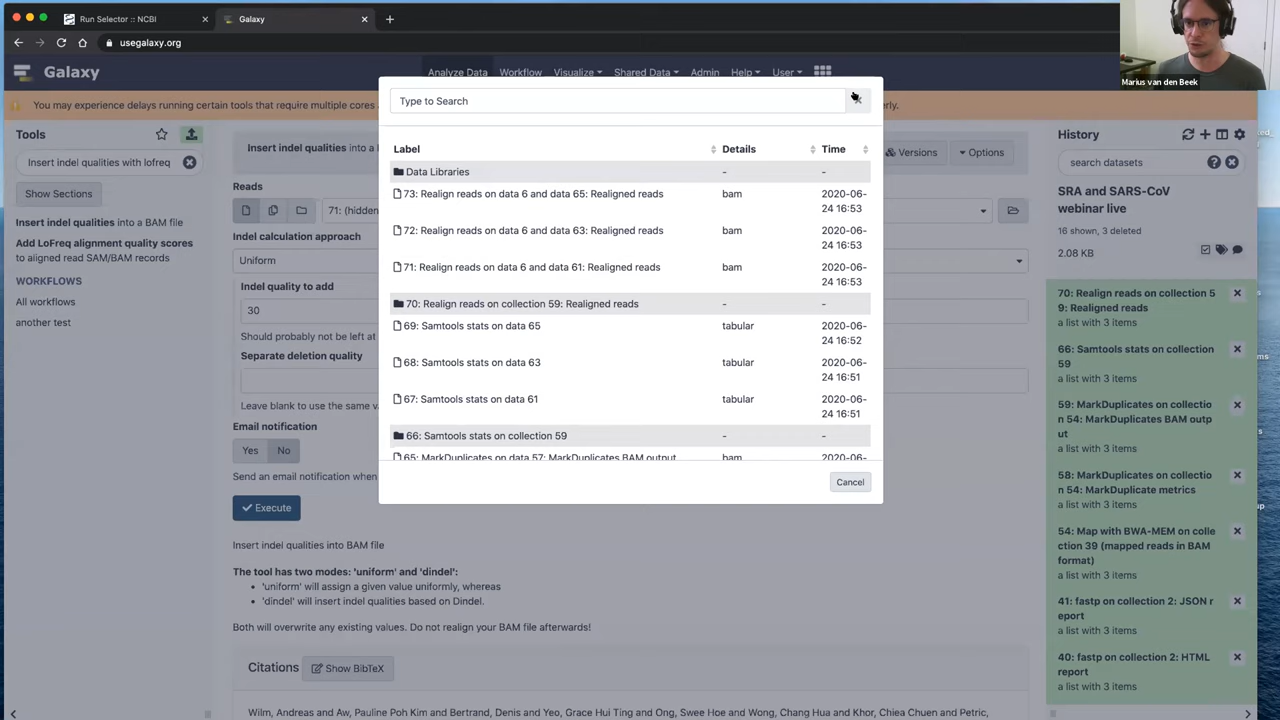 Run Selector :: NCBI
Galaxy
usegalaxy.org
Marius van den Beek
Galaxy
Analyze Data
Workflow
Visualize
Shared Data
Admin
Help
User
You may experience delays running certain tools that require multiple cores
erly.
Tools
Insert indel qualities with lofreq
Show Sections
Insert indel qualities into a BAM file
Add LoFreq alignment quality scores
to aligned read SAM/BAM records
WORKFLOWS
All workflows
another test
Insert indel qualities into a B
Versions
Options
Reads
71: (hidden
Indel calculation approach
Uniform
Indel quality to add
30
Should probably not be left at
Separate deletion quality
Leave blank to use the same va
Email notification
Yes
No
Send an email notification when
Execute
Insert indel qualities into BAM file
The tool has two modes: 'uniform' and 'dindel':
'uniform' will assign a given value uniformly, whereas
'dindel' will insert indel qualities based on Dindel.
Both will overwrite any existing values. Do not realign your BAM file afterwards!
Citations
Show BibTeX
Wilm, Andreas and Aw, Pauline Poh Kim and Bertrand, Denis and Yeo, Grace Hui Ting and Ong, Swee Hoe and Wong, Chang Hua and Khor, Chiea Chuen and Petric,
Type to Search
Label Details Time
Data Libraries - -
73: Realign reads on data 6 and data 65: Realigned reads bam 2020-06-
24 16:53
72: Realign reads on data 6 and data 63: Realigned reads bam 2020-06-
24 16:53
71: Realign reads on data 6 and data 61: Realigned reads bam 2020-06-
24 16:53
70: Realign reads on collection 59: Realigned reads - -
69: Samtools stats on data 65 tabular 2020-06-
24 16:52
68: Samtools stats on data 63 tabular 2020-06-
24 16:51
67: Samtools stats on data 61 tabular 2020-06-
24 16:51
66: Samtools stats on collection 59 - -
65: MarkDuplicates on data 57: MarkDuplicates BAM output bam 2020-06-
Cancel
History
search datasets
SRA and SARS-CoV
webinar live
16 shown, 3 deleted
2.08 KB
70: Realign reads on collection 5
9: Realigned reads
a list with 3 items
66: Samtools stats on collection
59
a list with 3 items
59: MarkDuplicates on collectio
n 54: MarkDuplicates BAM outp
ut
a list with 3 items
58: MarkDuplicates on collectio
n 54: MarkDuplicate metrics
a list with 3 items
54: Map with BWA-MEM on colle
ction 39 (mapped reads in BAM
format)
a list with 3 items
41: fastp on collection 2: JSON r
eport
a list with 3 items
40: fastp on collection 2: HTML
report
a list with 3 items